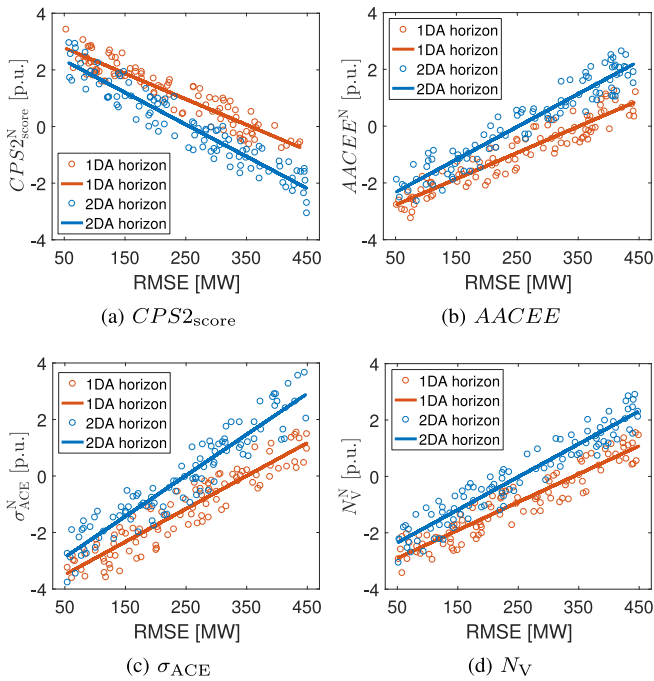 4
2
0
-2
-4
CPS2^N_score [p.u.]
1DA horizon
1DA horizon
2DA horizon
2DA horizon
50 150 250 350 450
RMSE [MW]
(a) CPS2_score
4
2
0
-2
-4
AACEE^N [p.u.]
1DA horizon
1DA horizon
2DA horizon
2DA horizon
50 150 250 350 450
RMSE [MW]
(b) AACEE
4
2
0
-2
-4
σ^N_ACE [p.u.]
1DA horizon
1DA horizon
2DA horizon
2DA horizon
50 150 250 350 450
RMSE [MW]
(c) σ_ACE
4
2
0
-2
-4
N^N_V [p.u.]
1DA horizon
1DA horizon
2DA horizon
2DA horizon
50 150 250 350 450
RMSE [MW]
(d) N_V